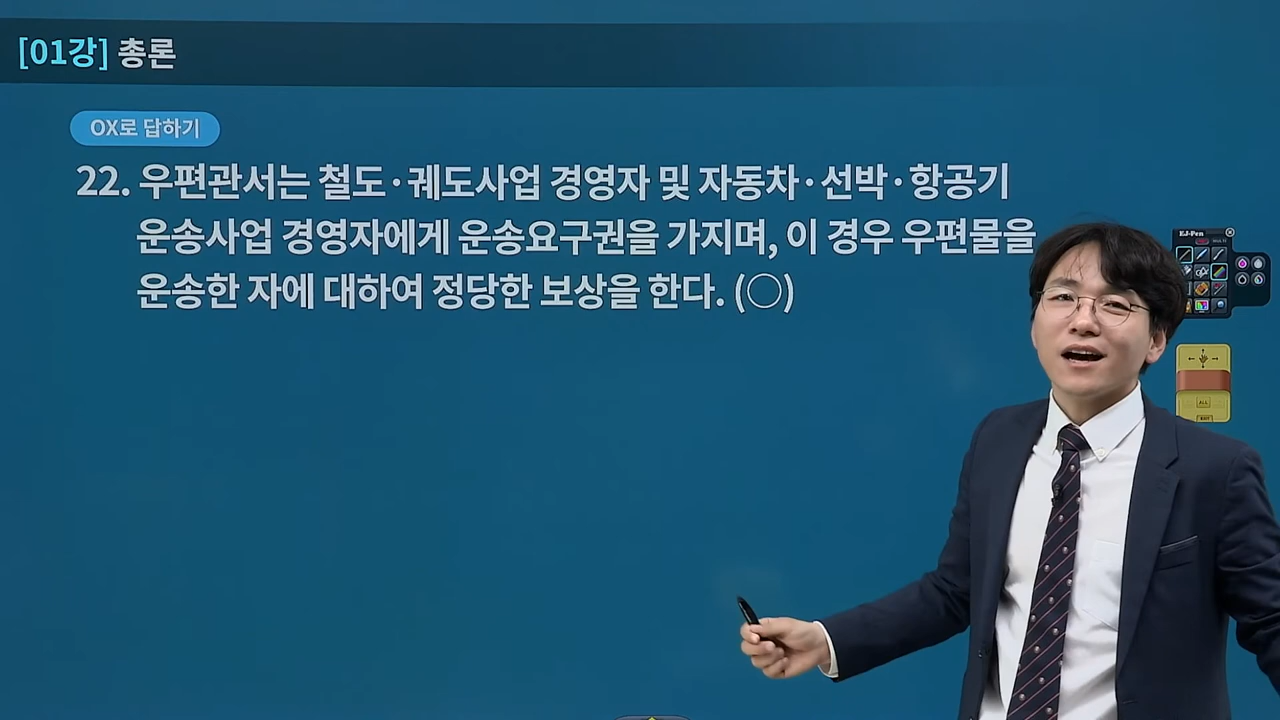 [01강] 총론
OX로 답하기
22. 우편관서는 철도·궤도사업 경영자 및 자동차·선박·항공기
운송사업 경영자에게 운송요구권을 가지며, 이 경우 우편물을
운송한 자에 대하여 정당한 보상을 한다. (○)
EJ-Pen
ALL
EXIT